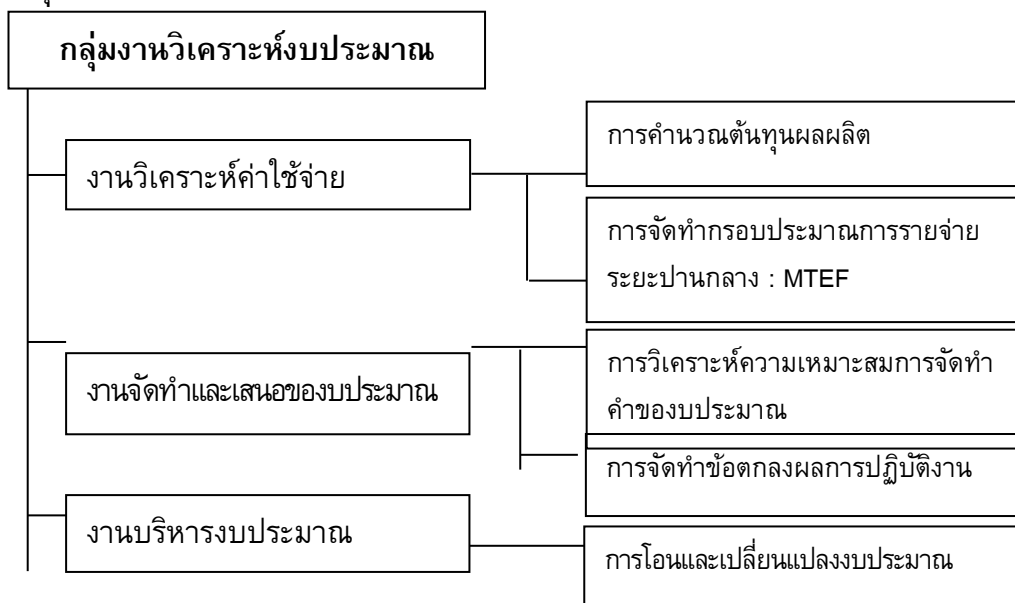 กลุ่มงานวิเคราะห์งบประมาณ
งานวิเคราะห์ค่าใช้จ่าย
การคำนวณต้นทุนผลผลิต
การจัดทำกรอบประมาณการรายจ่าย
ระยะปานกลาง : MTEF
งานจัดทำและเสนอของบประมาณ
การวิเคราะห์ความเหมาะสมการจัดทำ
คำของบประมาณ
การจัดทำข้อตกลงผลการปฏิบัติงาน
งานบริหารงบประมาณ
การโอนและเปลี่ยนแปลงงบประมาณ